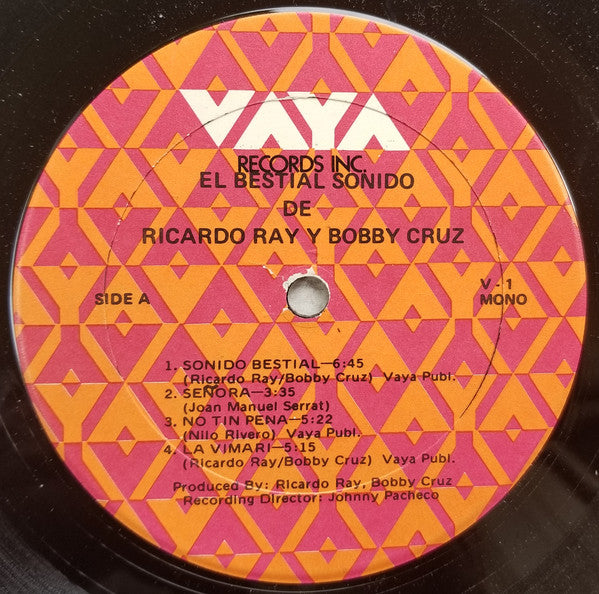 VAYA
RECORDS INC.
EL BESTIAL SONIDO
DE
RICARDO RAY Y BOBBY CRUZ
SIDE A
V - 1
MONO
1. SONIDO BESTIAL—6:45
(Ricardo Ray/Bobby Cruz) Vaya Publ.
2. SEÑORA—3:35
(Joan Manuel Serrat)
3. NO TIN PENA—5:22
(Nilo Rivero) Vaya Publ.
4. LA VIMARI—5:15
(Ricardo Ray/Bobby Cruz) Vaya Publ.
Produced By: Ricardo Ray, Bobby Cruz
Recording Director: Johnny Pacheco